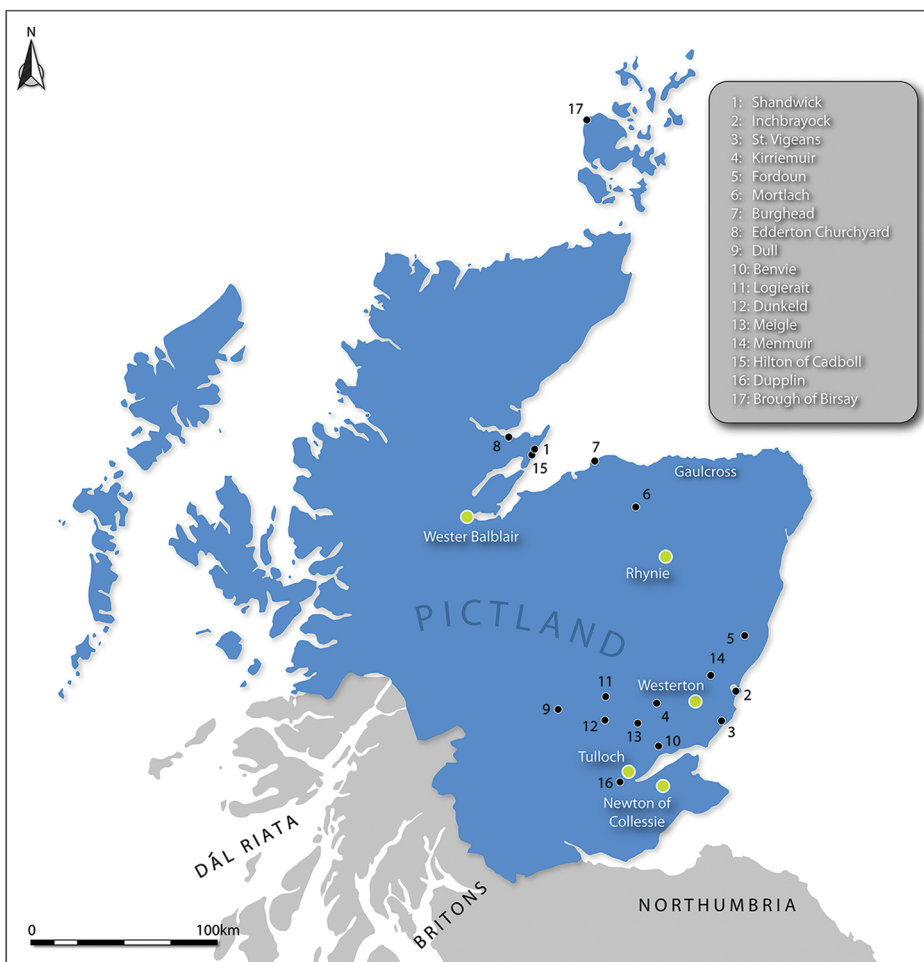 N
17
1: Shandwick
2: Inchbrayock
3: St. Vigeans
4: Kirriemuir
5: Fordoun
6: Mortlach
7: Burghead
8: Edderton Churchyard
9: Dull
10: Benvie
11: Logierait
12: Dunkeld
13: Meigle
14: Menmuir
15: Hilton of Cadboll
16: Dupplin
17: Brough of Birsay
8
1
15
7
Gaulcross
6
Wester Balblair
Rhynie
PICTLAND
5
14
11
Westerton
2
9
12
13
4
3
10
Tulloch
16
Newton of
Collessie
DÁL RIATA
BRITONS
NORTHUMBRIA
0
100km